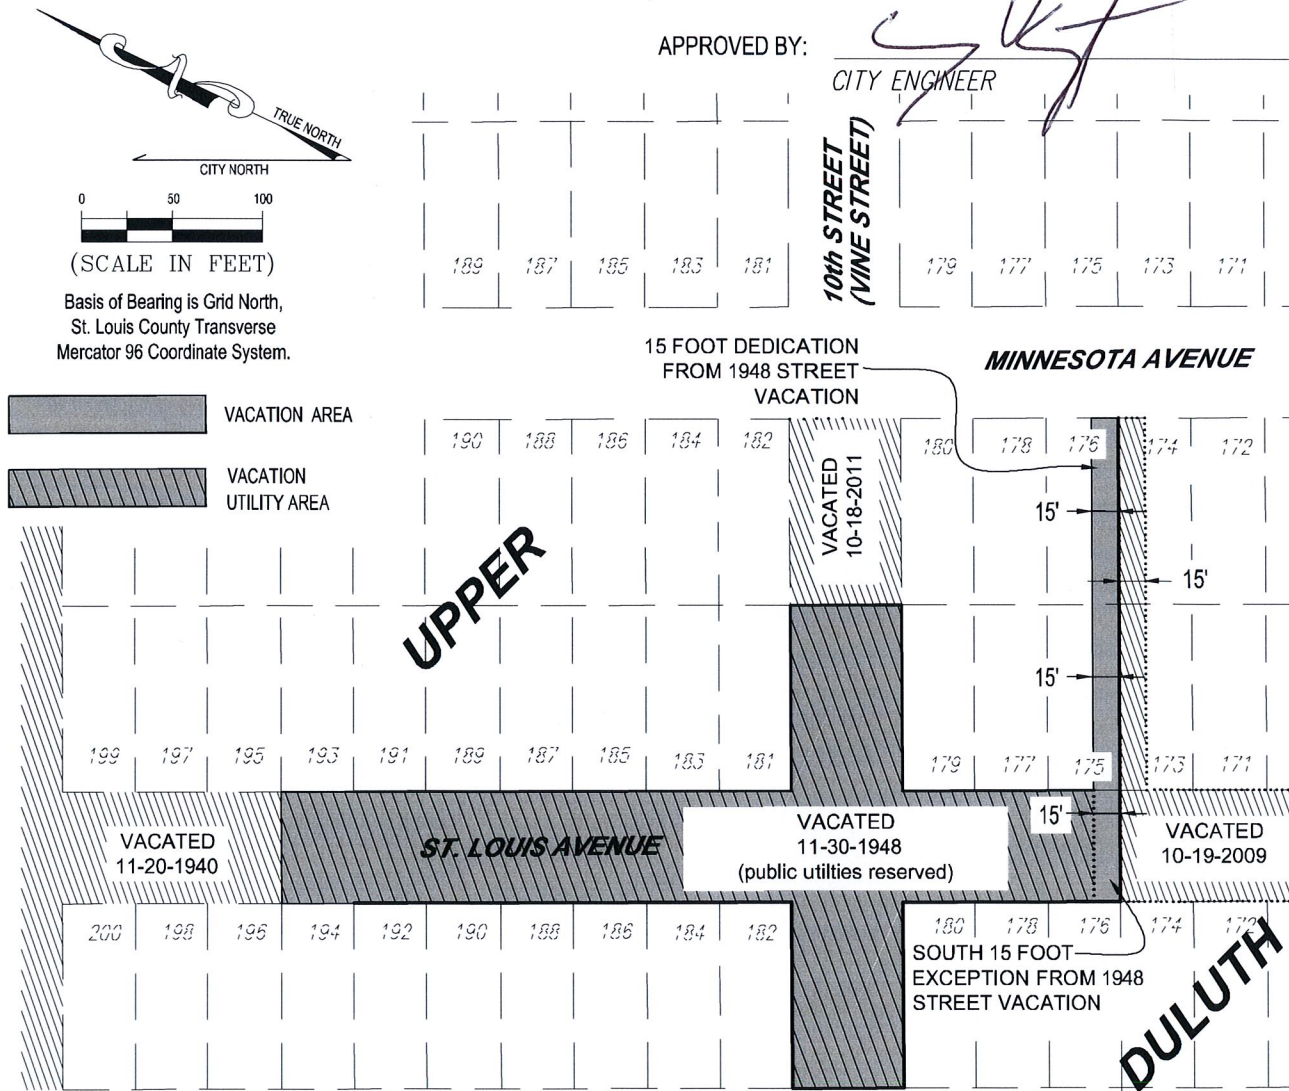 APPROVED BY:
CITY ENGINEER
TRUE NORTH
CITY NORTH
0 50 100
(SCALE IN FEET)
Basis of Bearing is Grid North,
St. Louis County Transverse
Mercator 96 Coordinate System.
VACATION AREA
VACATION
UTILITY AREA
10th STREET
(VINE STREET)
189 187 185 183 181 179 177 175 173 171
15 FOOT DEDICATION
FROM 1948 STREET
VACATION
MINNESOTA AVENUE
190 188 186 184 182 180 178 176 174 172
VACATED
10-18-2011
15'
15'
15'
UPPER
199 197 195 193 191 189 187 185 183 181 179 177 175 173 171
VACATED
11-20-1940
ST. LOUIS AVENUE
VACATED
11-30-1948
(public utilties reserved)
15'
VACATED
10-19-2009
200 198 196 194 192 190 188 186 184 182 180 178 176 174 172
SOUTH 15 FOOT
EXCEPTION FROM 1948
STREET VACATION
DULUTH